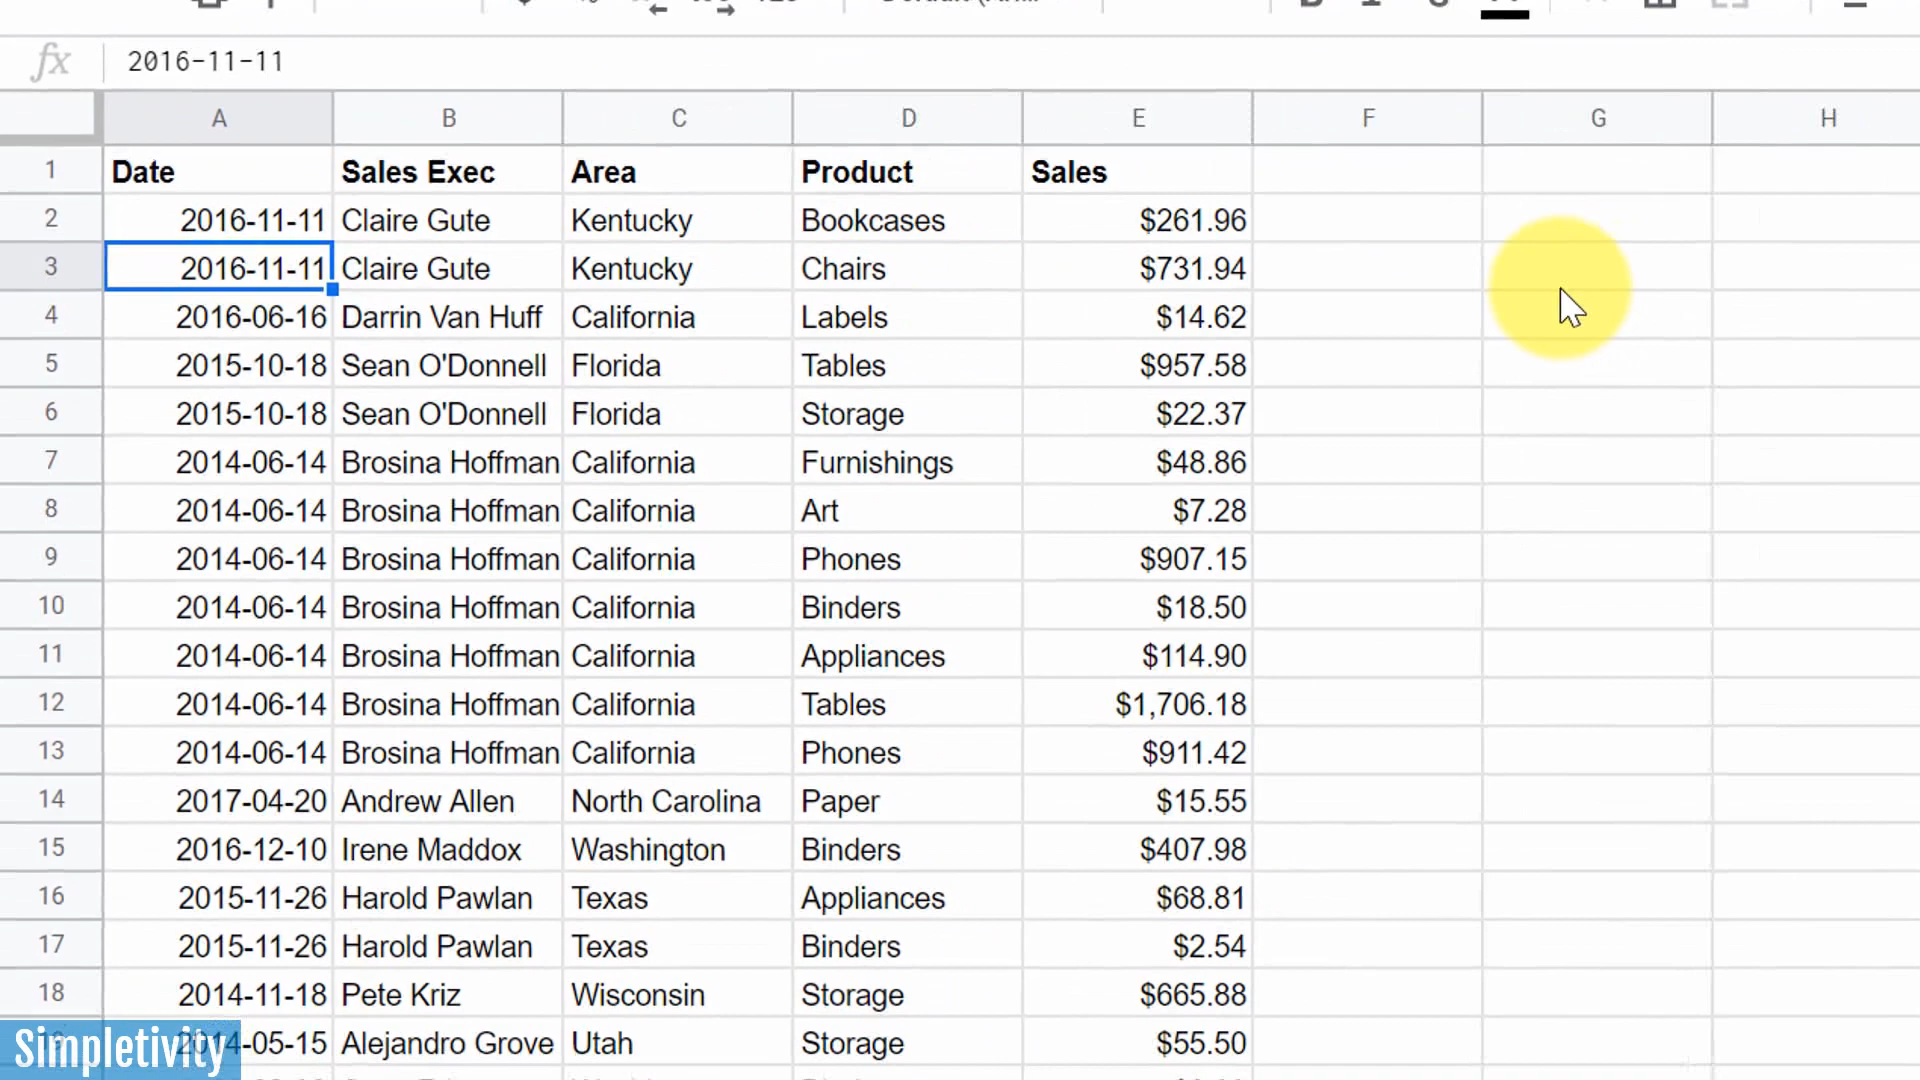 fx 2016-11-11
A B C D E F G H
1 Date Sales Exec Area Product Sales
2 2016-11-11 Claire Gute Kentucky Bookcases $261.96
3 2016-11-11 Claire Gute Kentucky Chairs $731.94
4 2016-06-16 Darrin Van Huff California Labels $14.62
5 2015-10-18 Sean O'Donnell Florida Tables $957.58
6 2015-10-18 Sean O'Donnell Florida Storage $22.37
7 2014-06-14 Brosina Hoffman California Furnishings $48.86
8 2014-06-14 Brosina Hoffman California Art $7.28
9 2014-06-14 Brosina Hoffman California Phones $907.15
10 2014-06-14 Brosina Hoffman California Binders $18.50
11 2014-06-14 Brosina Hoffman California Appliances $114.90
12 2014-06-14 Brosina Hoffman California Tables $1,706.18
13 2014-06-14 Brosina Hoffman California Phones $911.42
14 2017-04-20 Andrew Allen North Carolina Paper $15.55
15 2016-12-10 Irene Maddox Washington Binders $407.98
16 2015-11-26 Harold Pawlan Texas Appliances $68.81
17 2015-11-26 Harold Pawlan Texas Binders $2.54
18 2014-11-18 Pete Kriz Wisconsin Storage $665.88
19 2014-05-15 Alejandro Grove Utah Storage $55.50
Simpletivity